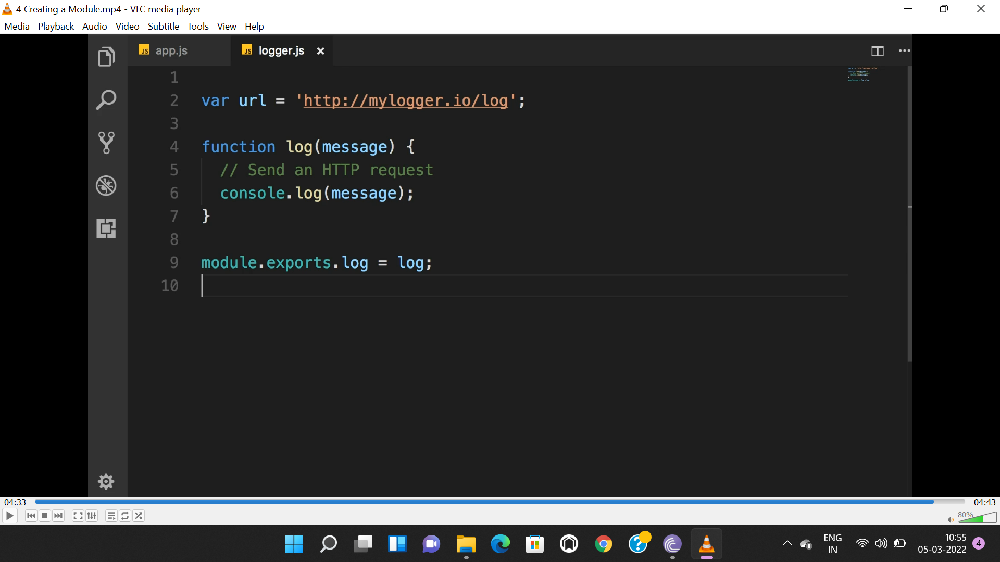 4 Creating a Module.mp4 - VLC media player
Media Playback Audio Video Subtitle Tools View Help
JS app.js JS logger.js
1
2 var url = 'http://mylogger.io/log';
3
4 function log(message) {
5 // Send an HTTP request
6 console.log(message);
7 }
8
9 module.exports.log = log;
10
04:33 04:43
80%
ENG 10:55
IN 05-03-2022 4